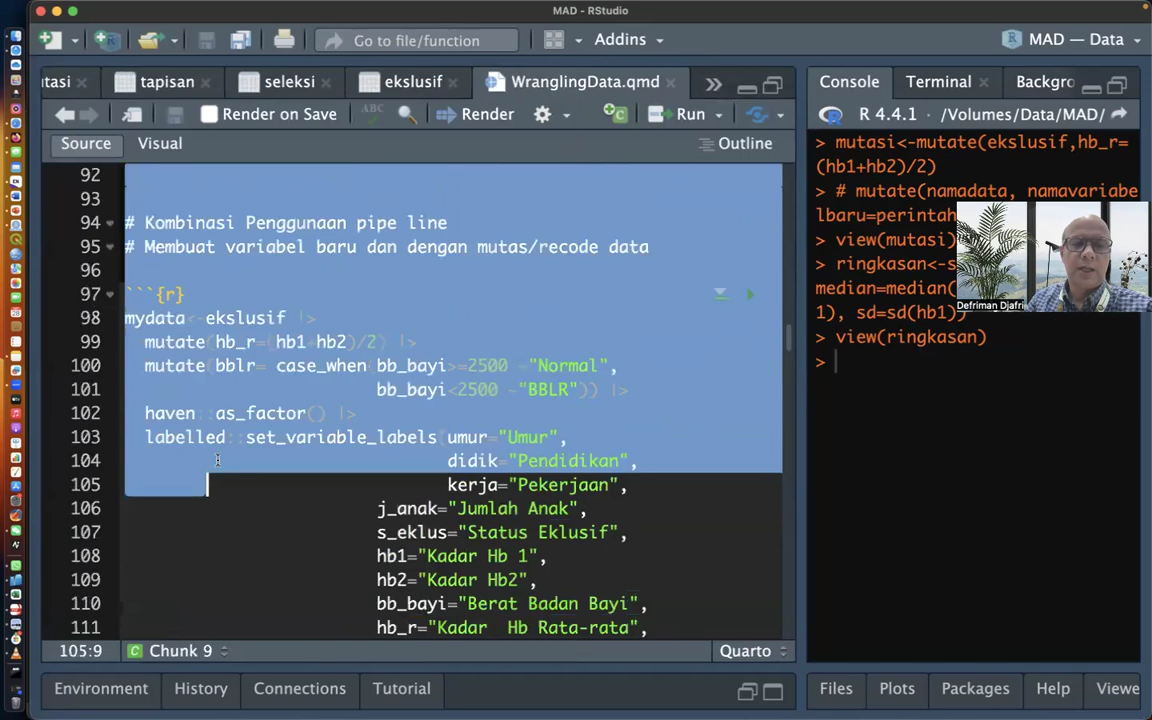 MAD - RStudio
Go to file/function
Addins
MAD — Data
tasi
tapisan
seleksi
ekslusif
WranglingData.qmd
Console
Terminal
Backgro
Render on Save
ABC
Render
Run
R 4.4.1 · /Volumes/Data/MAD/
Source
Visual
Outline
92
93
94 # Kombinasi Penggunaan pipe line
95 # Membuat variabel baru dan dengan mutas/recode data
96
97 ```{r}
98 mydata<-ekslusif |>
99 mutate(hb_r=(hb1+hb2)/2) |>
100 mutate(bblr= case_when(bb_bayi>=2500 ~"Normal",
101 bb_bayi<2500 ~"BBLR")) |>
102 haven::as_factor() |>
103 labelled::set_variable_labels(umur="Umur",
104 didik="Pendidikan",
105 kerja="Pekerjaan",
106 j_anak="Jumlah Anak",
107 s_eklus="Status Eklusif",
108 hb1="Kadar Hb 1",
109 hb2="Kadar Hb2",
110 bb_bayi="Berat Badan Bayi",
111 hb_r="Kadar  Hb Rata-rata",
> mutasi<-mutate(ekslusif,hb_r=
(hb1+hb2)/2)
> # mutate(namadata, namavariabe
lbaru=perintah
> view(mutasi)
> ringkasan<-s
median=median(
1), sd=sd(hb1))
> view(ringkasan)
>
Defriman Djafri
105:9
Chunk 9
Quarto
Environment
History
Connections
Tutorial
Files
Plots
Packages
Help
Viewe